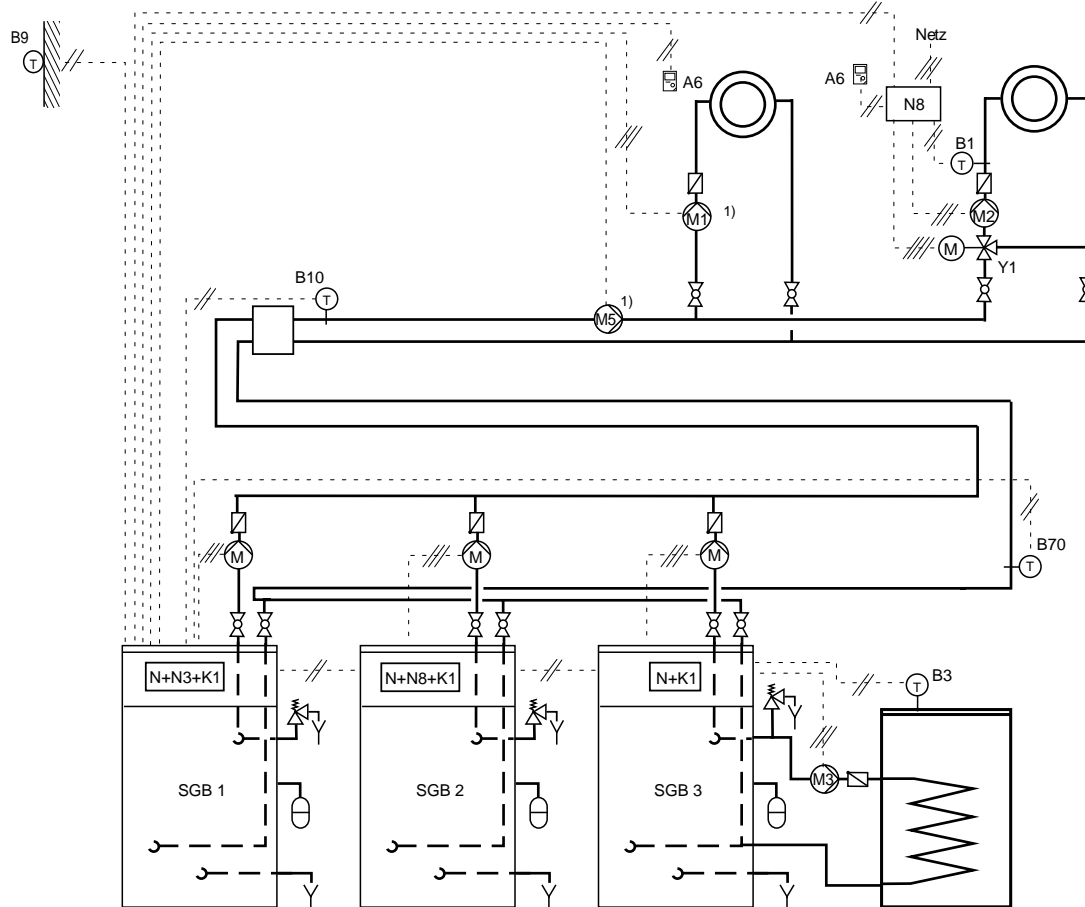 B9
T
Netz
A6
A6
N8
B1
T
M1
1)
M2
M
Y1
B10
T
M5
1)
M
M
M
B70
T
N+N3+K1
N+N8+K1
N+K1
T
B3
SGB 1
SGB 2
SGB 3
M3